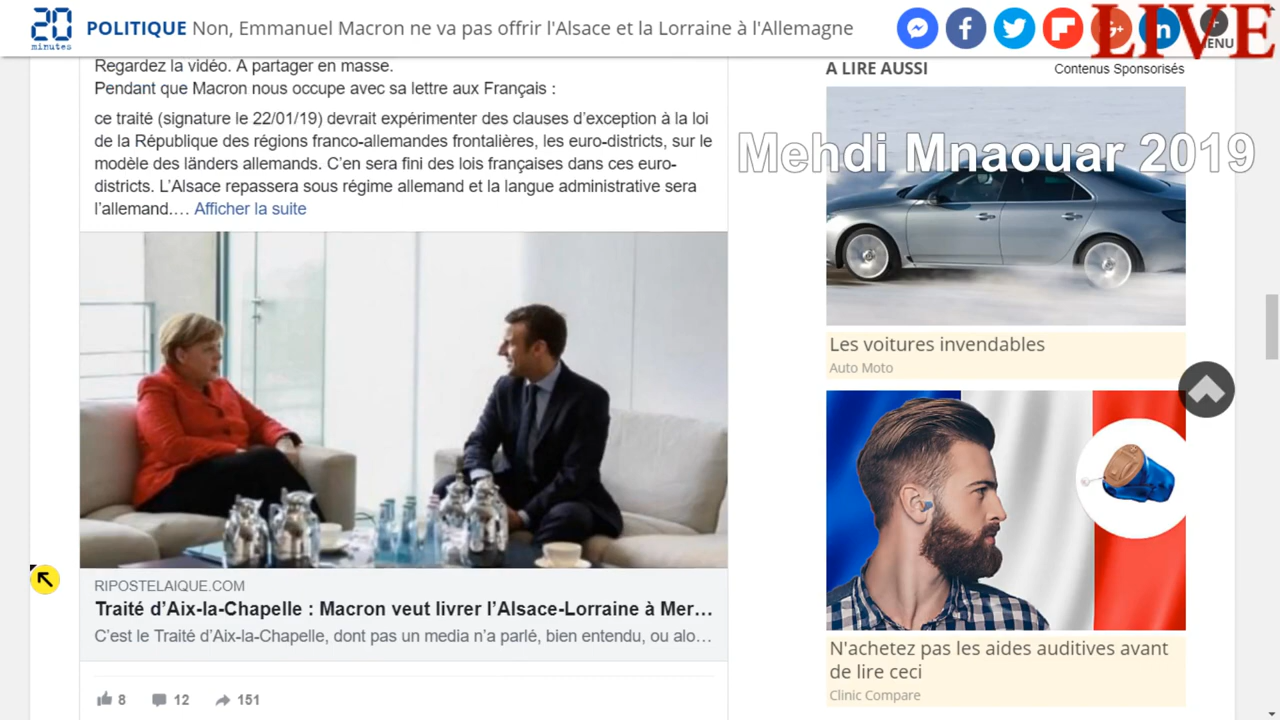 20
minutes
POLITIQUE Non, Emmanuel Macron ne va pas offrir l'Alsace et la Lorraine à l'Allemagne
G+
in
LIVE
MENU
Regardez la vidéo. A partager en masse.
Pendant que Macron nous occupe avec sa lettre aux Français :
ce traité (signature le 22/01/19) devrait expérimenter des clauses d'exception à la loi
de la République des régions franco-allemandes frontalières, les euro-districts, sur le
modèle des länders allemands. C'en sera fini des lois françaises dans ces euro-
districts. L'Alsace repassera sous régime allemand et la langue administrative sera
l'allemand.… Afficher la suite
RIPOSTELAIQUE.COM
Traité d'Aix-la-Chapelle : Macron veut livrer l'Alsace-Lorraine à Mer…
C'est le Traité d'Aix-la-Chapelle, dont pas un media n'a parlé, bien entendu, ou alo…
8 12 151
A LIRE AUSSI Contenus Sponsorisés
Mehdi Mnaouar 2019
Les voitures invendables
Auto Moto
N'achetez pas les aides auditives avant
de lire ceci
Clinic Compare